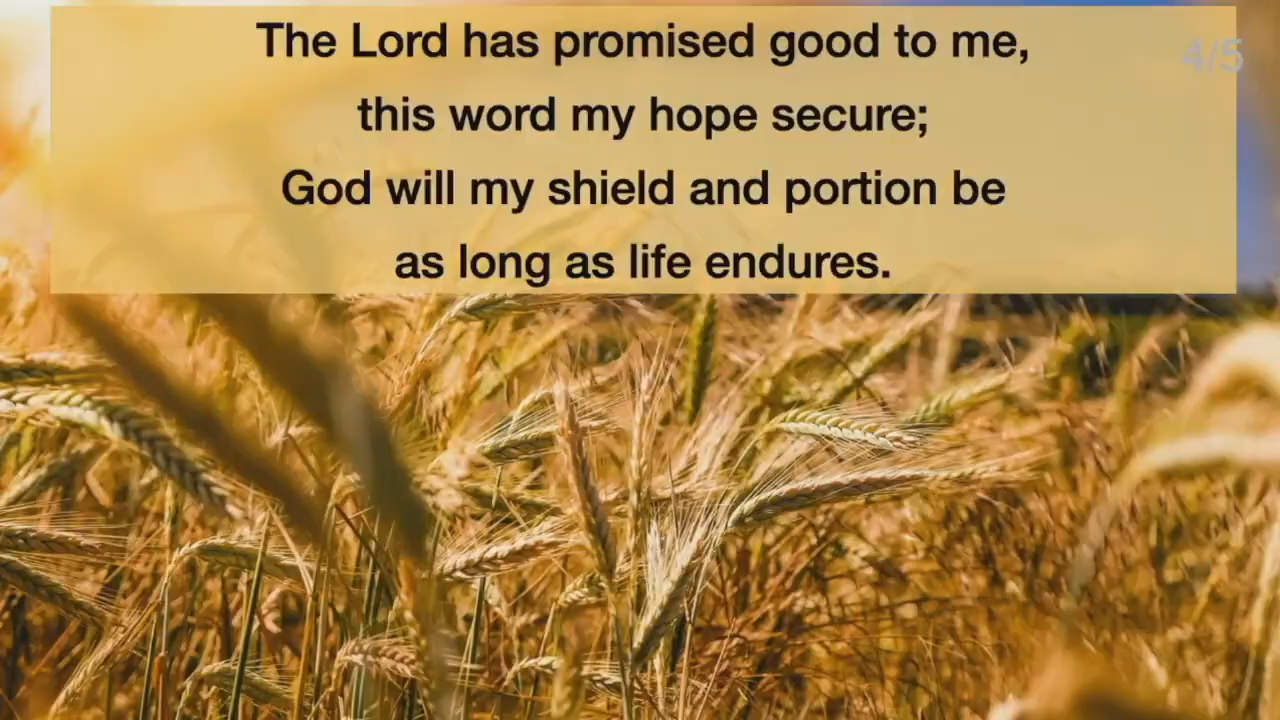 The Lord has promised good to me,
4/5
this word my hope secure;
God will my shield and portion be
as long as life endures.